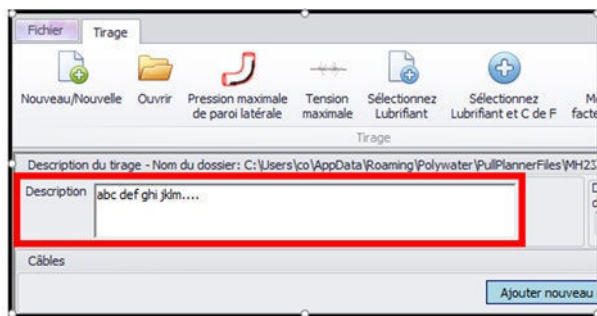 Fichier Tirage
Nouveau/Nouvelle Ouvrir Pression maximale Tension Sélectionnez Sélectionnez
de paroi latérale maximale Lubrifiant Lubrifiant et C de F facte
Tirage
Description du tirage - Nom du dossier: C:\Users\co\AppData\Roaming\Polywater\PullPlannerFiles\MH23
Description abc def ghi jklm....
Câbles
Ajouter nouveau